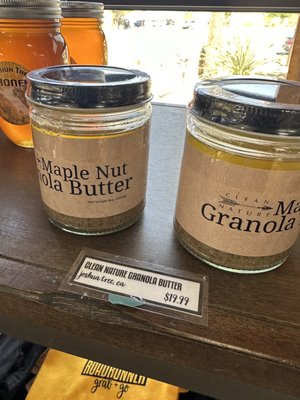 HONEY
-Maple Nut
ola Butter
CLEAN
NATURE
Ma
Granola
CLEAN NATURE GRANOLA BUTTER
joshua tree, ca
$19.99
ROADRUNNER
grab + go